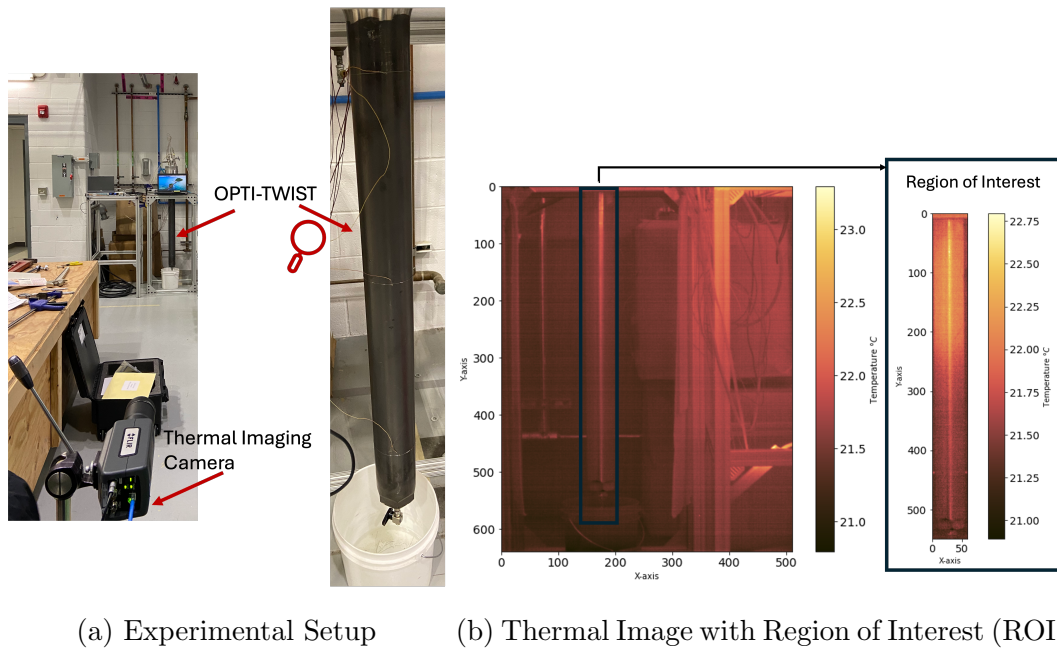 OPTI-TWIST
Thermal Imaging
Camera
FLIR
0
100
200
300
400
500
600
Y-axis
0
100
200
300
400
500
X-axis
23.0
22.5
22.0
21.5
21.0
Temperature °C
Region of Interest
0
100
200
300
400
500
Y-axis
0
50
X-axis
22.75
22.50
22.25
22.00
21.75
21.50
21.25
21.00
Temperature °C
(a) Experimental Setup
(b) Thermal Image with Region of Interest (ROI